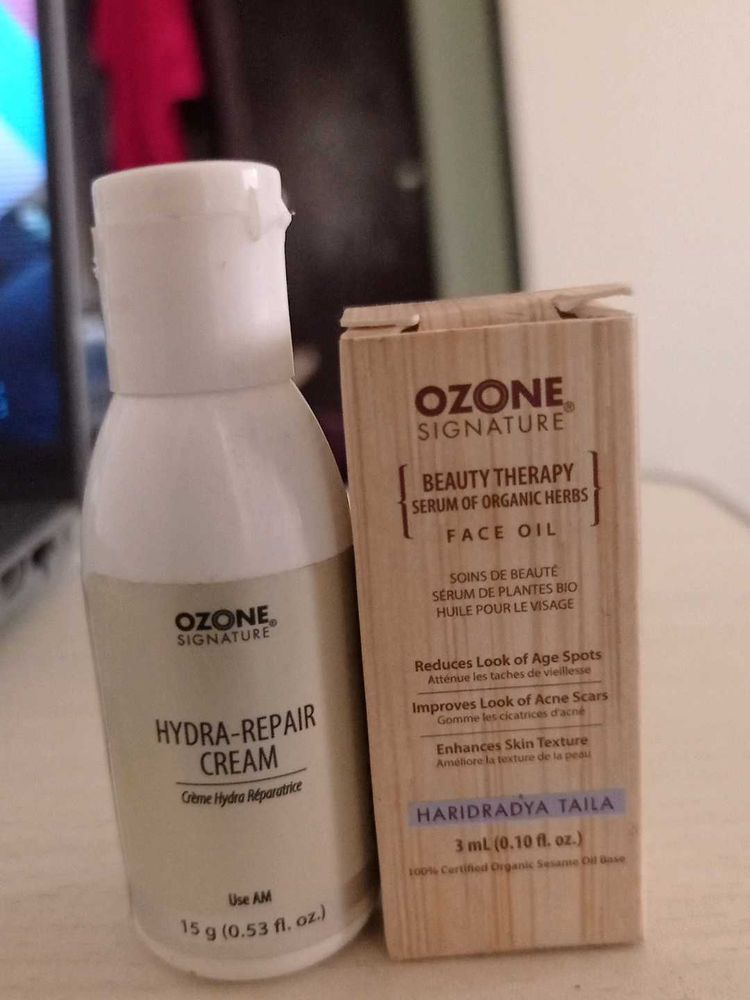 OZONE®
SIGNATURE
HYDRA-REPAIR
CREAM
Crème Hydra Réparatrice
Use AM
15 g (0.53 fl. oz.)
OZONE®
SIGNATURE
BEAUTY THERAPY
SERUM OF ORGANIC HERBS
FACE OIL
SOINS DE BEAUTÉ
SÉRUM DE PLANTES BIO
HUILE POUR LE VISAGE
Reduces Look of Age Spots
Atténue les taches de vieillesse
Improves Look of Acne Scars
Gomme les cicatrices d'acné
Enhances Skin Texture
Améliore la texture de la peau
HARIDRADYA TAILA
3 mL (0.10 fl. oz.)
100% Certified Organic Sesame Oil Base